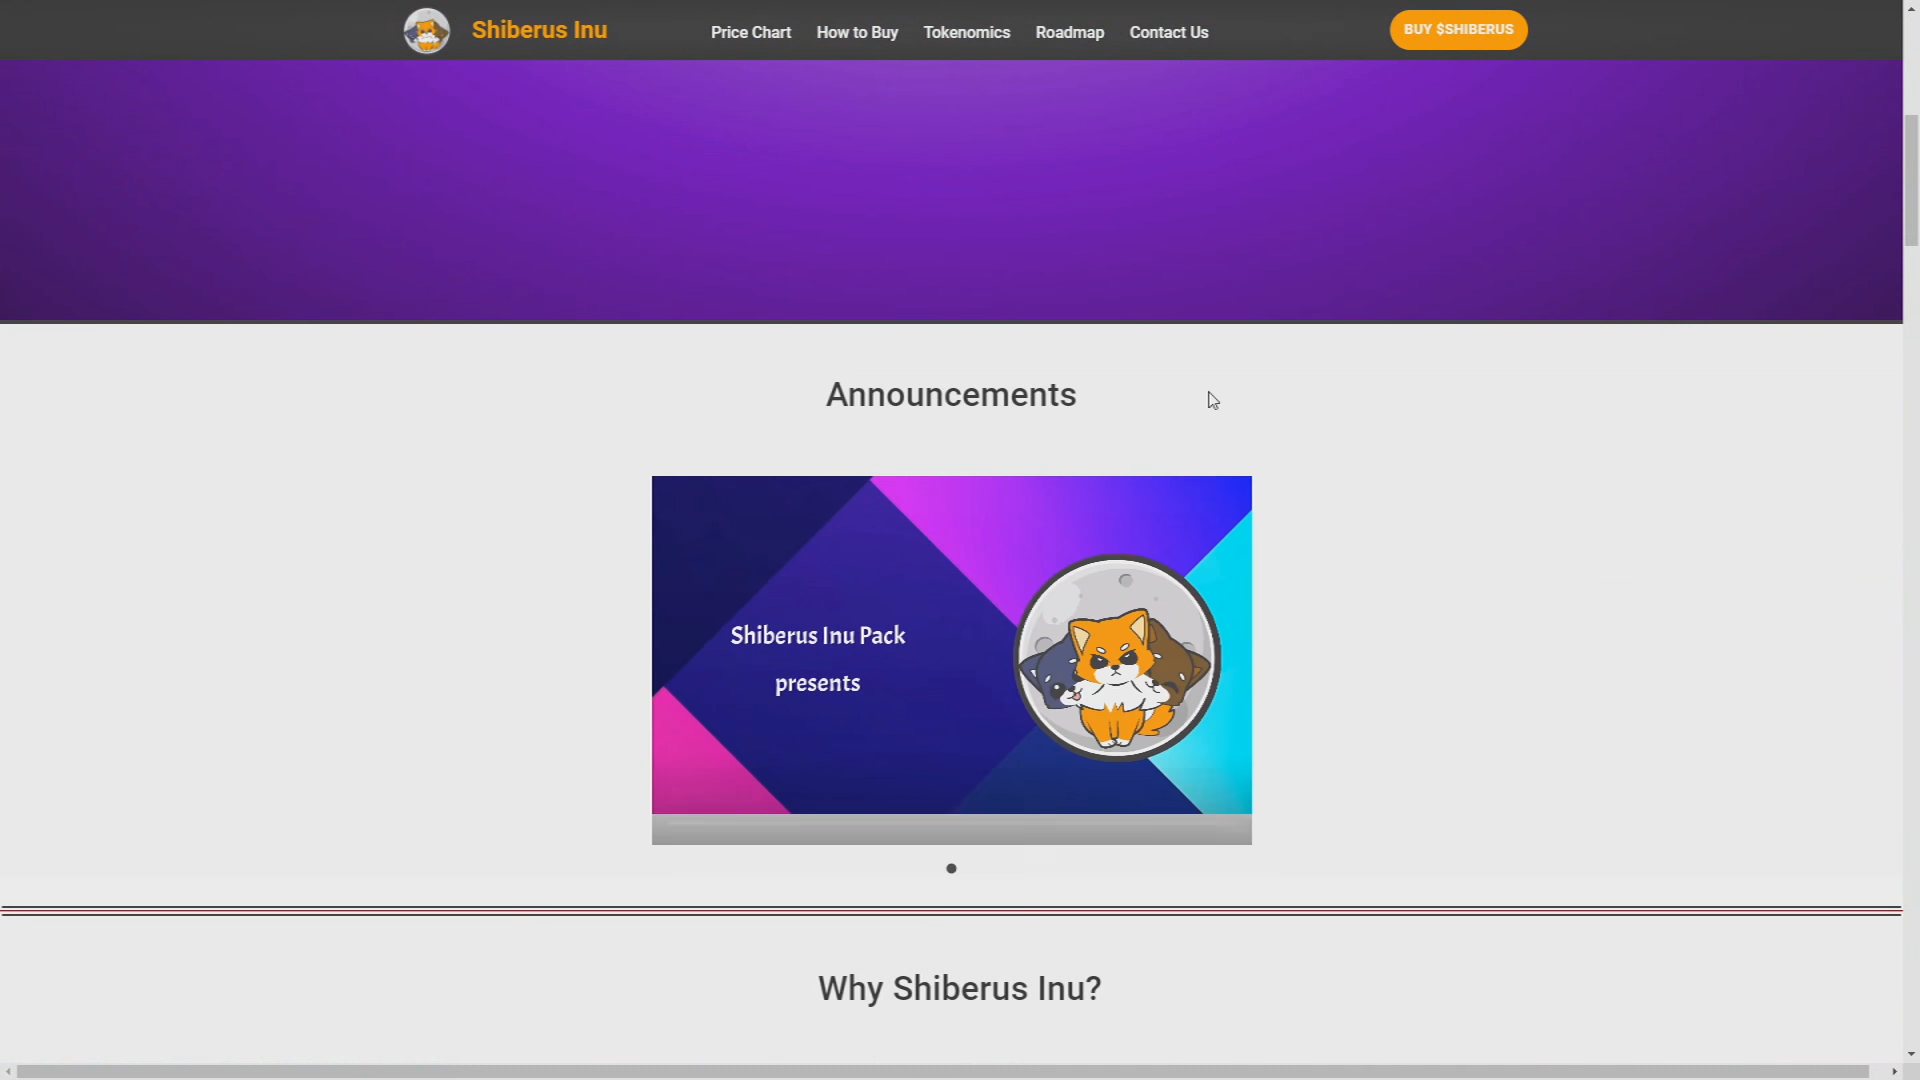 Shiberus Inu
Price Chart
How to Buy
Tokenomics
Roadmap
Contact Us
BUY $SHIBERUS
Announcements
Shiberus Inu Pack
presents
Why Shiberus Inu?